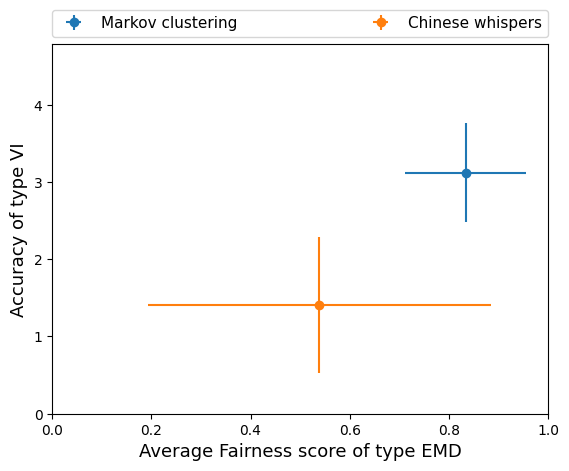 Markov clustering
Chinese whispers
4
3
2
1
0
Accuracy of type VI
0.0 0.2 0.4 0.6 0.8 1.0
Average Fairness score of type EMD